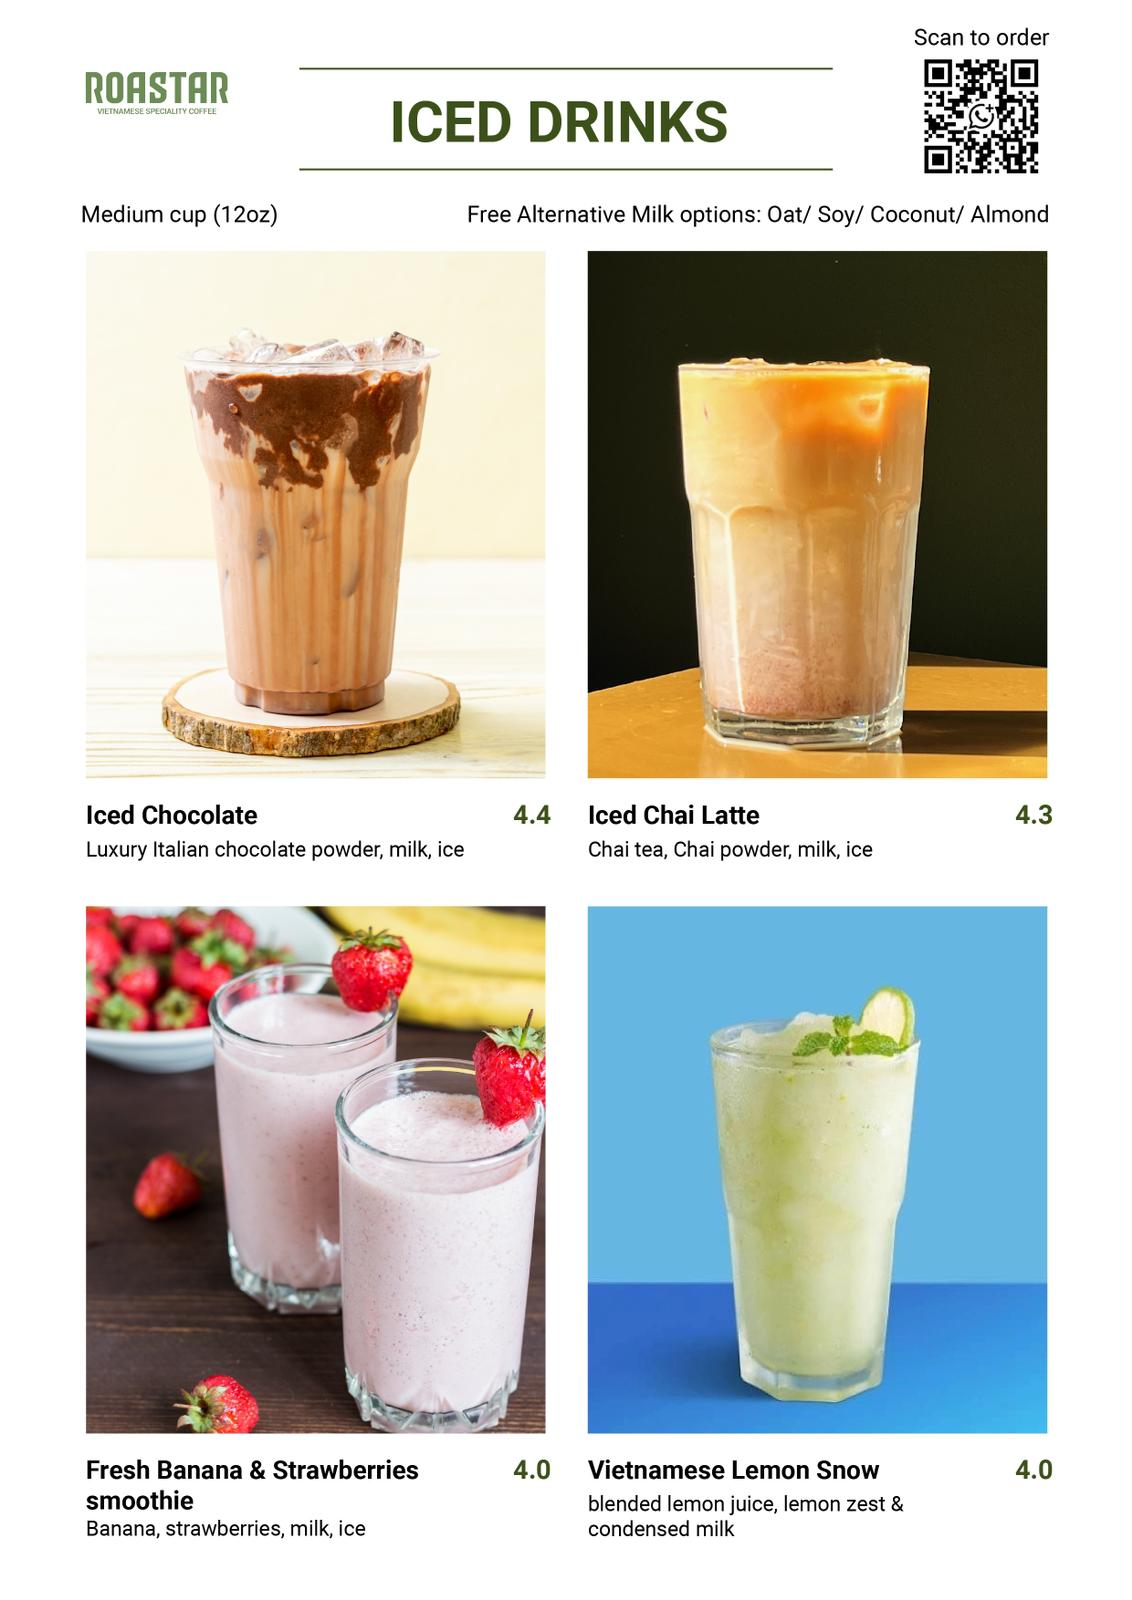 Scan to order
ROASTAR
VIETNAMESE SPECIALITY COFFEE
ICED DRINKS
Medium cup (12oz)
Free Alternative Milk options: Oat/ Soy/ Coconut/ Almond
Iced Chocolate 4.4
Luxury Italian chocolate powder, milk, ice
Iced Chai Latte 4.3
Chai tea, Chai powder, milk, ice
Fresh Banana & Strawberries 4.0
smoothie
Banana, strawberries, milk, ice
Vietnamese Lemon Snow 4.0
blended lemon juice, lemon zest &
condensed milk